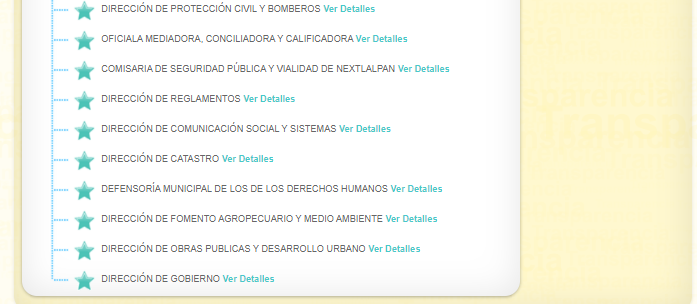 DIRECCIÓN DE PROTECCIÓN CIVIL Y BOMBEROS Ver Detalles
OFICIALA MEDIADORA, CONCILIADORA Y CALIFICADORA Ver Detalles
COMISARIA DE SEGURIDAD PÚBLICA Y VIALIDAD DE NEXTLALPAN Ver Detalles
DIRECCIÓN DE REGLAMENTOS Ver Detalles
DIRECCIÓN DE COMUNICACIÓN SOCIAL Y SISTEMAS Ver Detalles
DIRECCIÓN DE CATASTRO Ver Detalles
DEFENSORÍA MUNICIPAL DE LOS DE LOS DERECHOS HUMANOS Ver Detalles
DIRECCIÓN DE FOMENTO AGROPECUARIO Y MEDIO AMBIENTE Ver Detalles
DIRECCIÓN DE OBRAS PUBLICAS Y DESARROLLO URBANO Ver Detalles
DIRECCIÓN DE GOBIERNO Ver Detalles